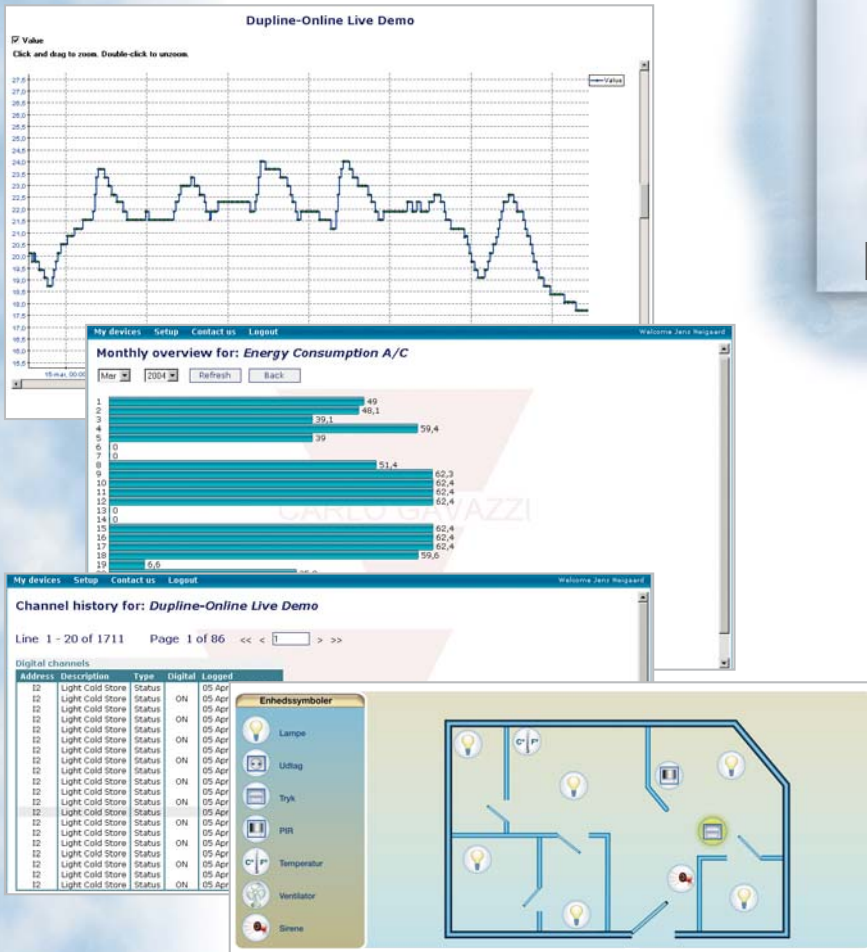 Dupline-Online Live Demo
Value
Click and drag to zoom. Double-click to unzoom.
Value
27,5
27,0
26,5
26,0
25,5
25,0
24,5
24,0
23,5
23,0
22,5
22,0
21,5
21,0
20,5
20,0
19,5
19,0
18,5
18,0
17,5
17,0
16,5
16,0
15,5
My devices Setup Contact us Logout
Monthly overview for: Energy Consumption A/C
Mar 2004 Refresh Back
1 49
2 48,1
3 39,1
4 59,4
5 39
6 0
7 0
8 51,4
9 62,3
10 62,4
11 62,4
12 62,4
13 0
14 0
15 62,4
16 62,4
17 62,4
18 59,6
19 6,6
CARLO GAVAZZI
My devices Setup Contact us Logout
Channel history for: Dupline-Online Live Demo
Line 1 - 20 of 1711 Page 1 of 86 << < 1 > >>
Digital channels
Address Description Type Digital Logged
I2 Light Cold Store Status 05 Apr
I2 Light Cold Store Status ON 05 Apr
I2 Light Cold Store Status 05 Apr
I2 Light Cold Store Status ON 05 Apr
I2 Light Cold Store Status 05 Apr
I2 Light Cold Store Status ON 05 Apr
I2 Light Cold Store Status 05 Apr
I2 Light Cold Store Status ON 05 Apr
I2 Light Cold Store Status 05 Apr
I2 Light Cold Store Status ON 05 Apr
I2 Light Cold Store Status 05 Apr
I2 Light Cold Store Status ON 05 Apr
I2 Light Cold Store Status 05 Apr
I2 Light Cold Store Status ON 05 Apr
I2 Light Cold Store Status 05 Apr
I2 Light Cold Store Status ON 05 Apr
I2 Light Cold Store Status 05 Apr
I2 Light Cold Store Status ON 05 Apr
I2 Light Cold Store Status 05 Apr
I2 Light Cold Store Status ON 05 Apr
Enhedssymboler
Lampe
Udtag
Tryk
PIR
C° F° Temperatur
Ventilator
Sirene
C° F°